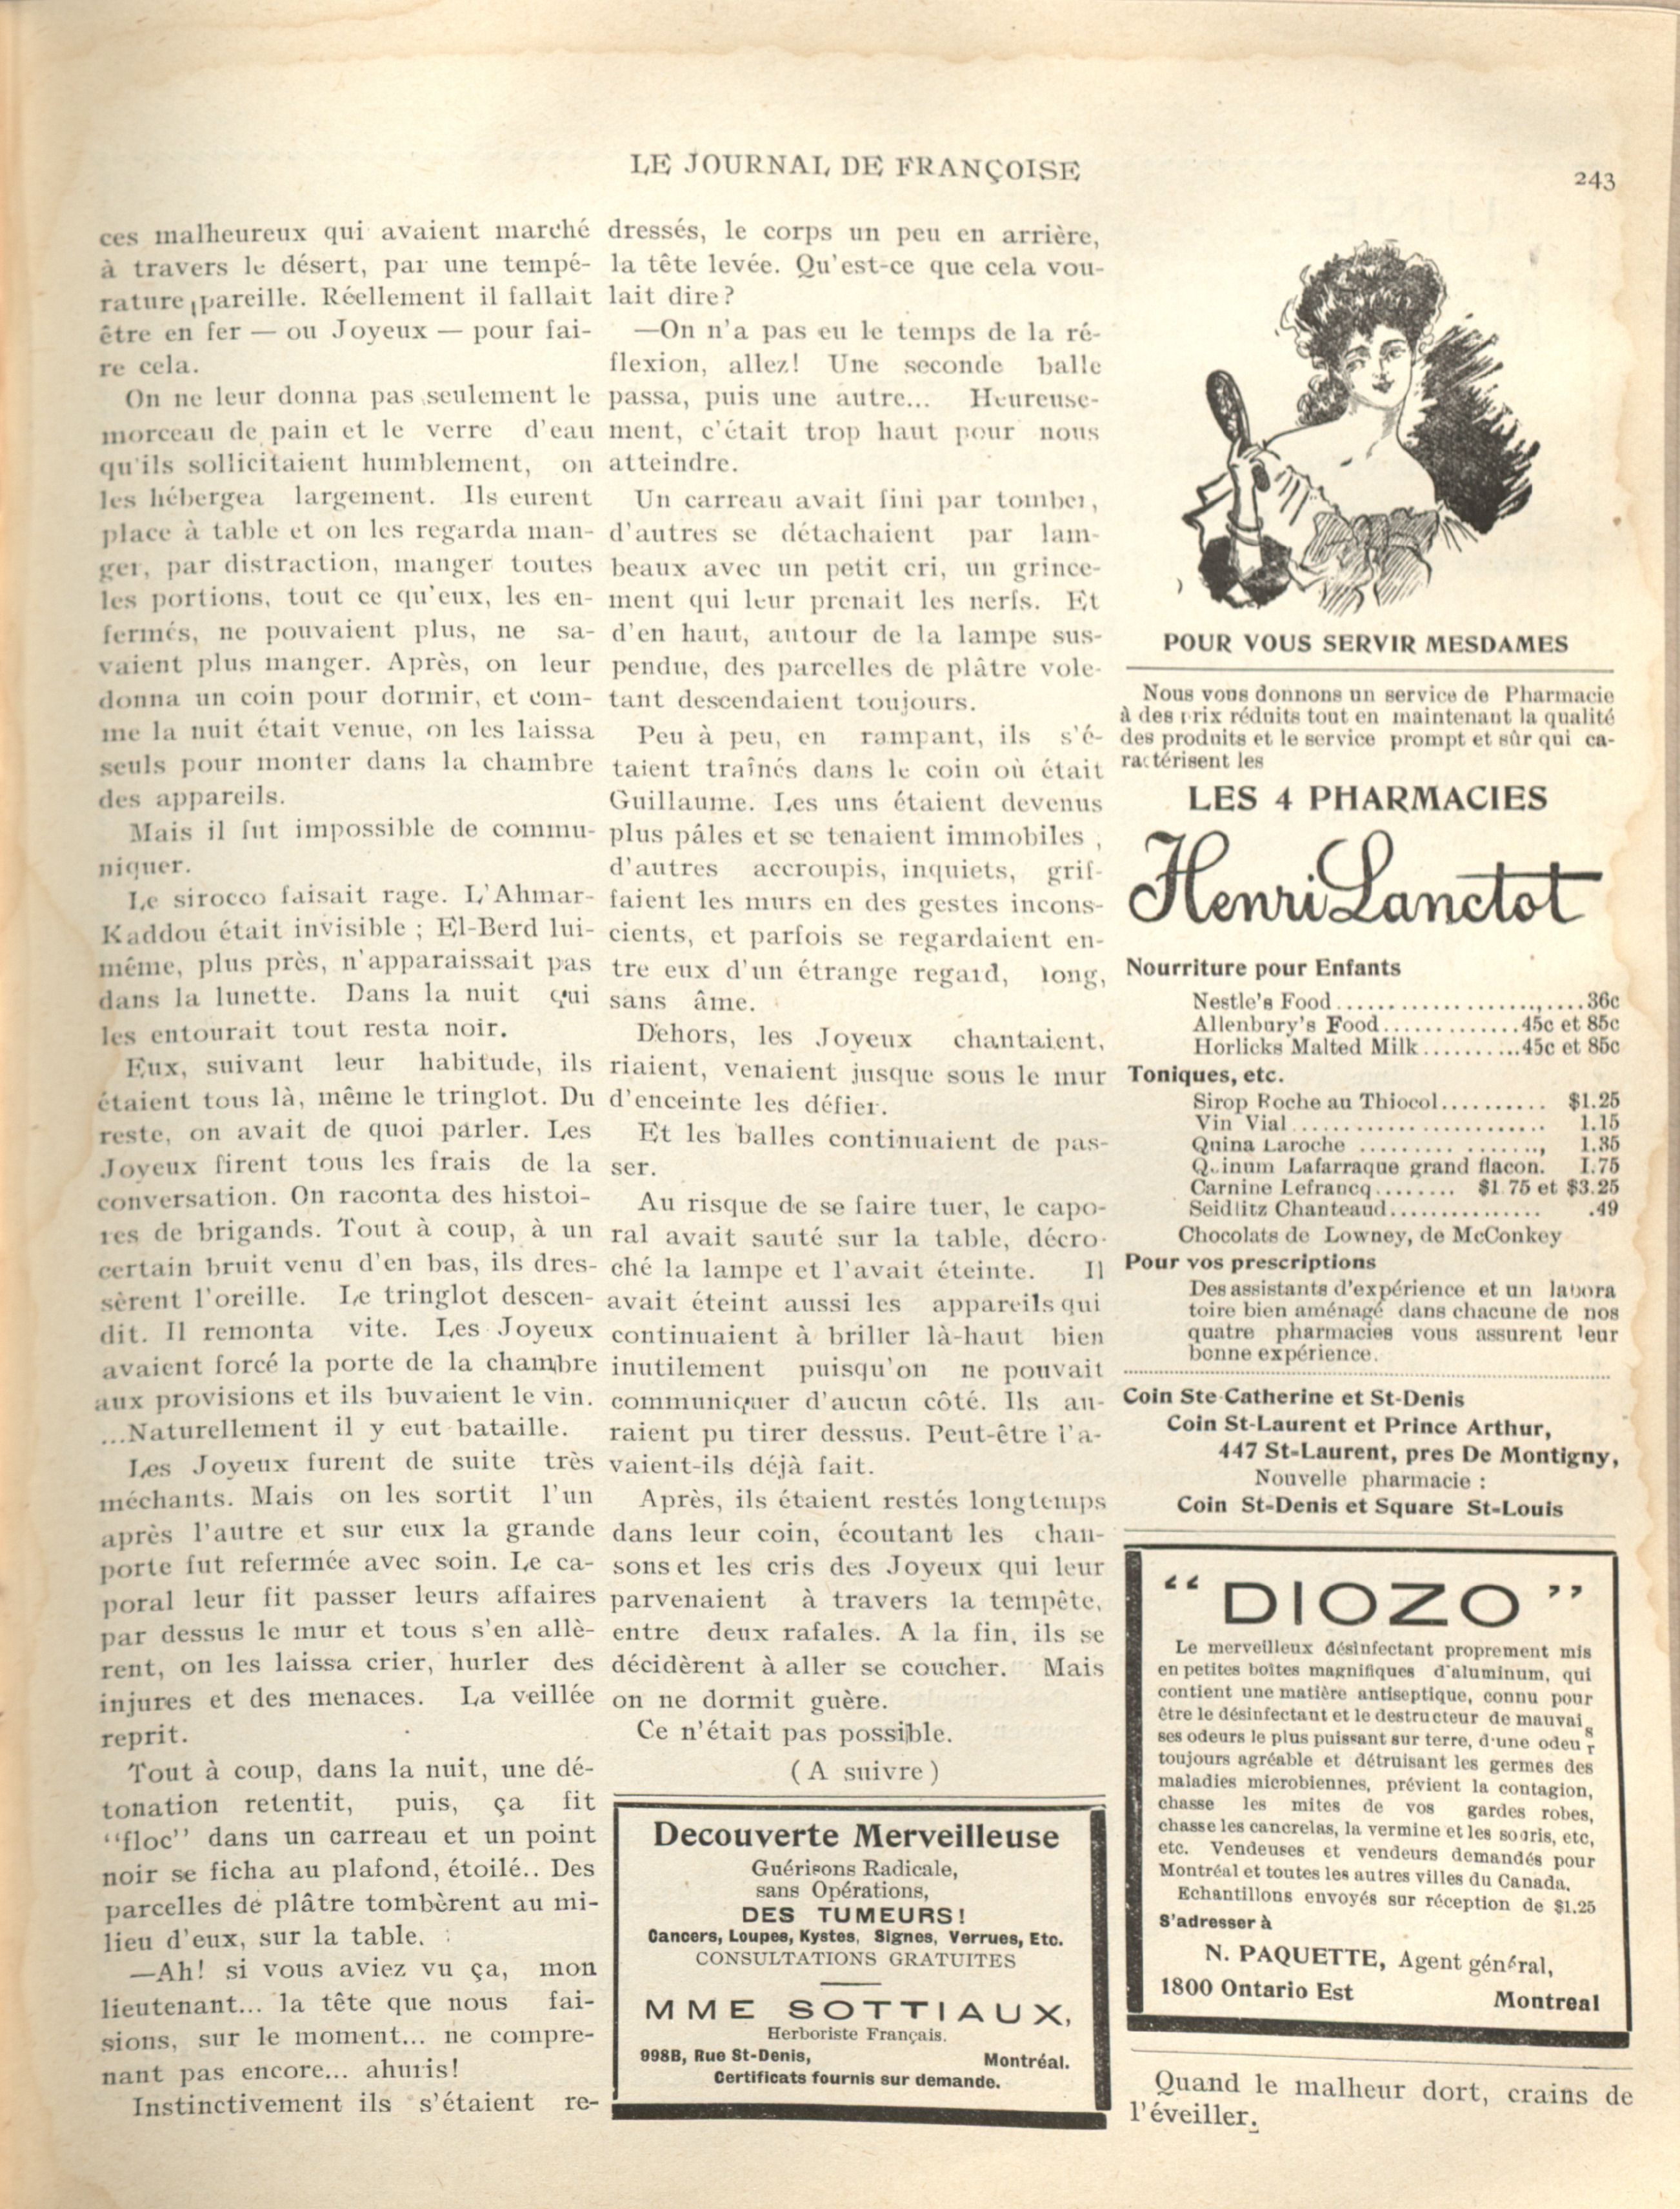 LE JOURNAL DE FRANÇOISE
243
ces malheureux qui avaient marché
à travers le désert, par une tempé-
rature pareille. Réellement il fallait
être en fer — ou Joyeux — pour fai-
re cela.
On ne leur donna pas seulement le
morceau de pain et le verre d'eau
qu'ils sollicitaient humblement, on
les hébergea largement. Ils eurent
place à table et on les regarda man-
ger, par distraction, manger toutes
les portions, tout ce qu'eux, les en-
fermés, ne pouvaient plus, ne sa-
vaient plus manger. Après, on leur
donna un coin pour dormir, et com-
me la nuit était venue, on les laissa
seuls pour monter dans la chambre
des appareils.
Mais il fut impossible de commu-
niquer.
Le sirocco faisait rage. L'Ahmar-
Kaddou était invisible ; El-Berd lui-
même, plus près, n'apparaissait pas
dans la lunette. Dans la nuit qui
les entourait tout resta noir.
Eux, suivant leur habitude, ils
étaient tous là, même le tringlot. Du
reste, on avait de quoi parler. Les
Joyeux firent tous les frais de la
conversation. On raconta des histoi-
res de brigands. Tout à coup, à un
certain bruit venu d'en bas, ils dres-
sèrent l'oreille. Le tringlot descen-
dit. Il remonta vite. Les Joyeux
avaient forcé la porte de la chambre
aux provisions et ils buvaient le vin.
...Naturellement il y eut bataille.
Les Joyeux furent de suite très
méchants. Mais on les sortit l'un
après l'autre et sur eux la grande
porte fut refermée avec soin. Le ca-
poral leur fit passer leurs affaires
par dessus le mur et tous s'en allè-
rent, on les laissa crier, hurler des
injures et des menaces. La veillée
reprit.
Tout à coup, dans la nuit, une dé-
tonation retentit, puis, ça fit
"floc" dans un carreau et un point
noir se ficha au plafond, étoilé.. Des
parcelles de plâtre tombèrent au mi-
lieu d'eux, sur la table.
—Ah! si vous aviez vu ça, mon
lieutenant... la tête que nous fai-
sions, sur le moment... ne compre-
nant pas encore... ahuris!
Instinctivement ils s'étaient re-
dressés, le corps un peu en arrière,
la tête levée. Qu'est-ce que cela vou-
lait dire?
—On n'a pas eu le temps de la ré-
flexion, allez! Une seconde balle
passa, puis une autre... Heureuse-
ment, c'était trop haut pour nous
atteindre.
Un carreau avait fini par tomber,
d'autres se détachaient par lam-
beaux avec un petit cri, un grince-
ment qui leur prenait les nerfs. Et
d'en haut, autour de la lampe sus-
pendue, des parcelles de plâtre vole-
tant descendaient toujours.
Peu à peu, en rampant, ils s'é-
taient traînés dans le coin où était
Guillaume. Les uns étaient devenus
plus pâles et se tenaient immobiles ,
d'autres accroupis, inquiets, grif-
faient les murs en des gestes incons-
cients, et parfois se regardaient en-
tre eux d'un étrange regard, long,
sans âme.
Dehors, les Joyeux chantaient,
riaient, venaient jusque sous le mur
d'enceinte les défier.
Et les balles continuaient de pas-
ser.
Au risque de se faire tuer, le capo-
ral avait sauté sur la table, décro-
ché la lampe et l'avait éteinte. Il
avait éteint aussi les appareils qui
continuaient à briller là-haut bien
inutilement puisqu'on ne pouvait
communiquer d'aucun côté. Ils au-
raient pu tirer dessus. Peut-être l'a-
vaient-ils déjà fait.
Après, ils étaient restés longtemps
dans leur coin, écoutant les chan-
sons et les cris des Joyeux qui leur
parvenaient à travers la tempête,
entre deux rafales. A la fin, ils se
décidèrent à aller se coucher. Mais
on ne dormit guère.
Ce n'était pas possible.
(A suivre)
Decouverte Merveilleuse
Guérisons Radicale,
sans Opérations,
DES TUMEURS!
Cancers, Loupes, Kystes, Signes, Verrues, Etc.
CONSULTATIONS GRATUITES
MME SOTTIAUX,
Herboriste Français.
998B, Rue St-Denis, Montréal.
Certificats fournis sur demande.
POUR VOUS SERVIR MESDAMES
Nous vous donnons un service de Pharmacie
à des prix réduits tout en maintenant la qualité
des produits et le service prompt et sûr qui ca-
ractérisent les
LES 4 PHARMACIES
Henri Lanctot
Nourriture pour Enfants
Nestle's Food.......................36c
Allenbury's Food.............45c et 85c
Horlicks Malted Milk..........45c et 85c
Toniques, etc.
Sirop Roche au Thiocol.......... $1.25
Vin Vial........................ 1.15
Quina Laroche ................., 1.35
Quinum Lafarraque grand flacon. 1.75
Carnine Lefrancq........ $1.75 et $3.25
Seidlitz Chanteaud............... .49
Chocolats de Lowney, de McConkey
Pour vos prescriptions
Des assistants d'expérience et un labora
toire bien aménagé dans chacune de nos
quatre pharmacies vous assurent leur
bonne expérience.
Coin Ste-Catherine et St-Denis
Coin St-Laurent et Prince Arthur,
447 St-Laurent, pres De Montigny,
Nouvelle pharmacie :
Coin St-Denis et Square St-Louis
"DIOZO"
Le merveilleux désinfectant proprement mis
en petites boîtes magnifiques d'aluminum, qui
contient une matière antiseptique, connu pour
être le désinfectant et le destructeur de mauvais
ses odeurs le plus puissant sur terre, d'une odeur
toujours agréable et détruisant les germes des
maladies microbiennes, prévient la contagion,
chasse les mites de vos gardes robes,
chasse les cancrelas, la vermine et les souris, etc,
etc. Vendeuses et vendeurs demandés pour
Montréal et toutes les autres villes du Canada.
Echantillons envoyés sur réception de $1.25
S'adresser à
N. PAQUETTE, Agent général,
1800 Ontario Est Montreal
Quand le malheur dort, crains de
l'éveiller.